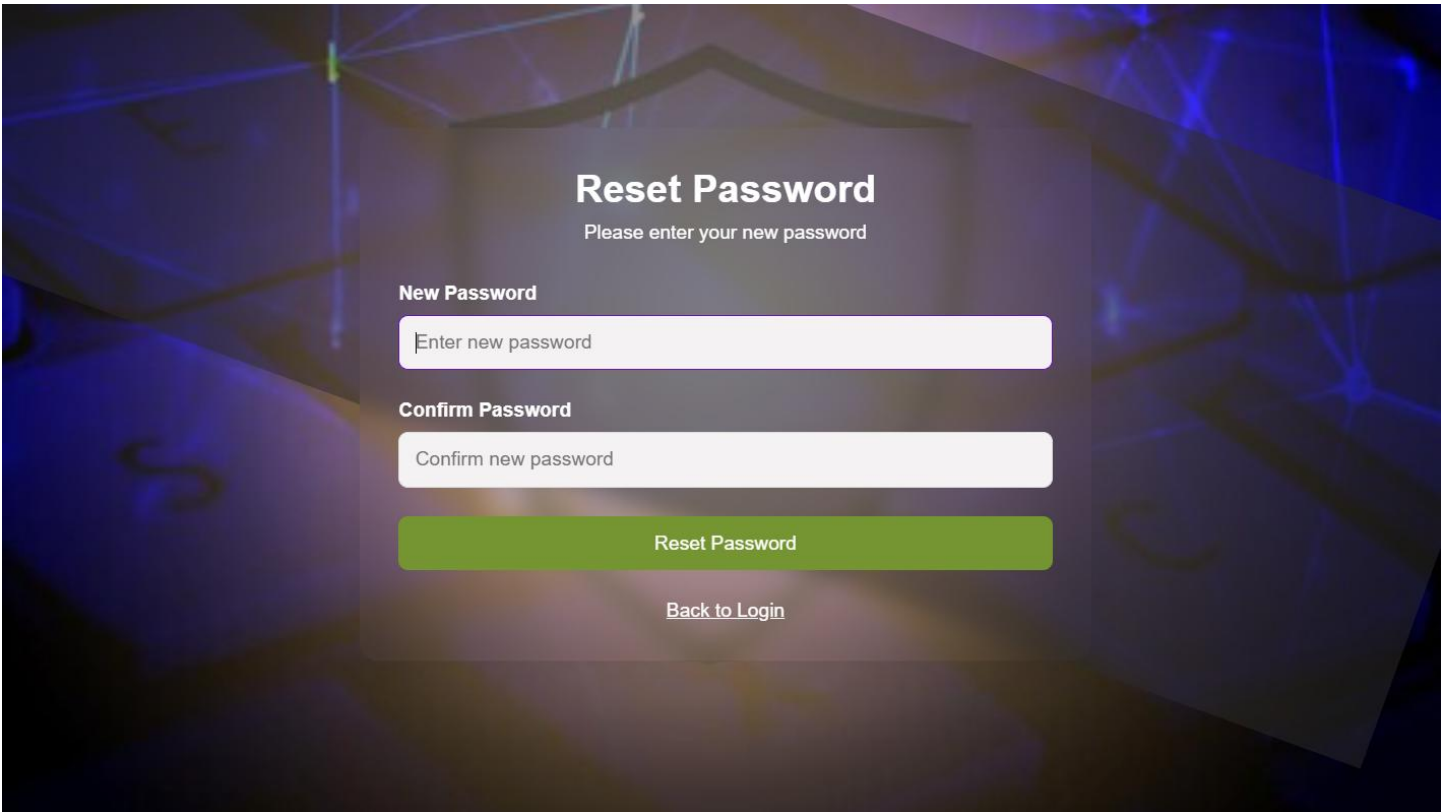 Reset Password
Please enter your new password
New Password
Enter new password
Confirm Password
Confirm new password
Reset Password
Back to Login